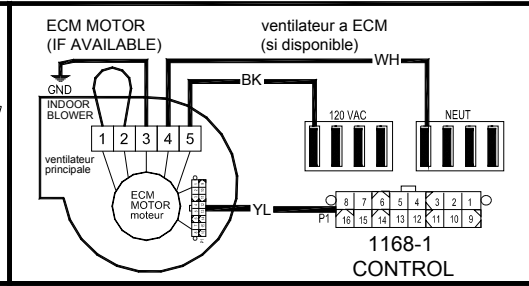 ECM MOTOR
(IF AVAILABLE)
ventilateur a ECM
(si disponible)
WH
BK
GND
INDOOR
BLOWER
120 VAC
NEUT
1 2 3 4 5
ventilateur
principale
ECM
MOTOR
moteur
YL
P1
8 7 6 5 4 3 2 1
16 15 14 13 12 11 10 9
1168-1
CONTROL